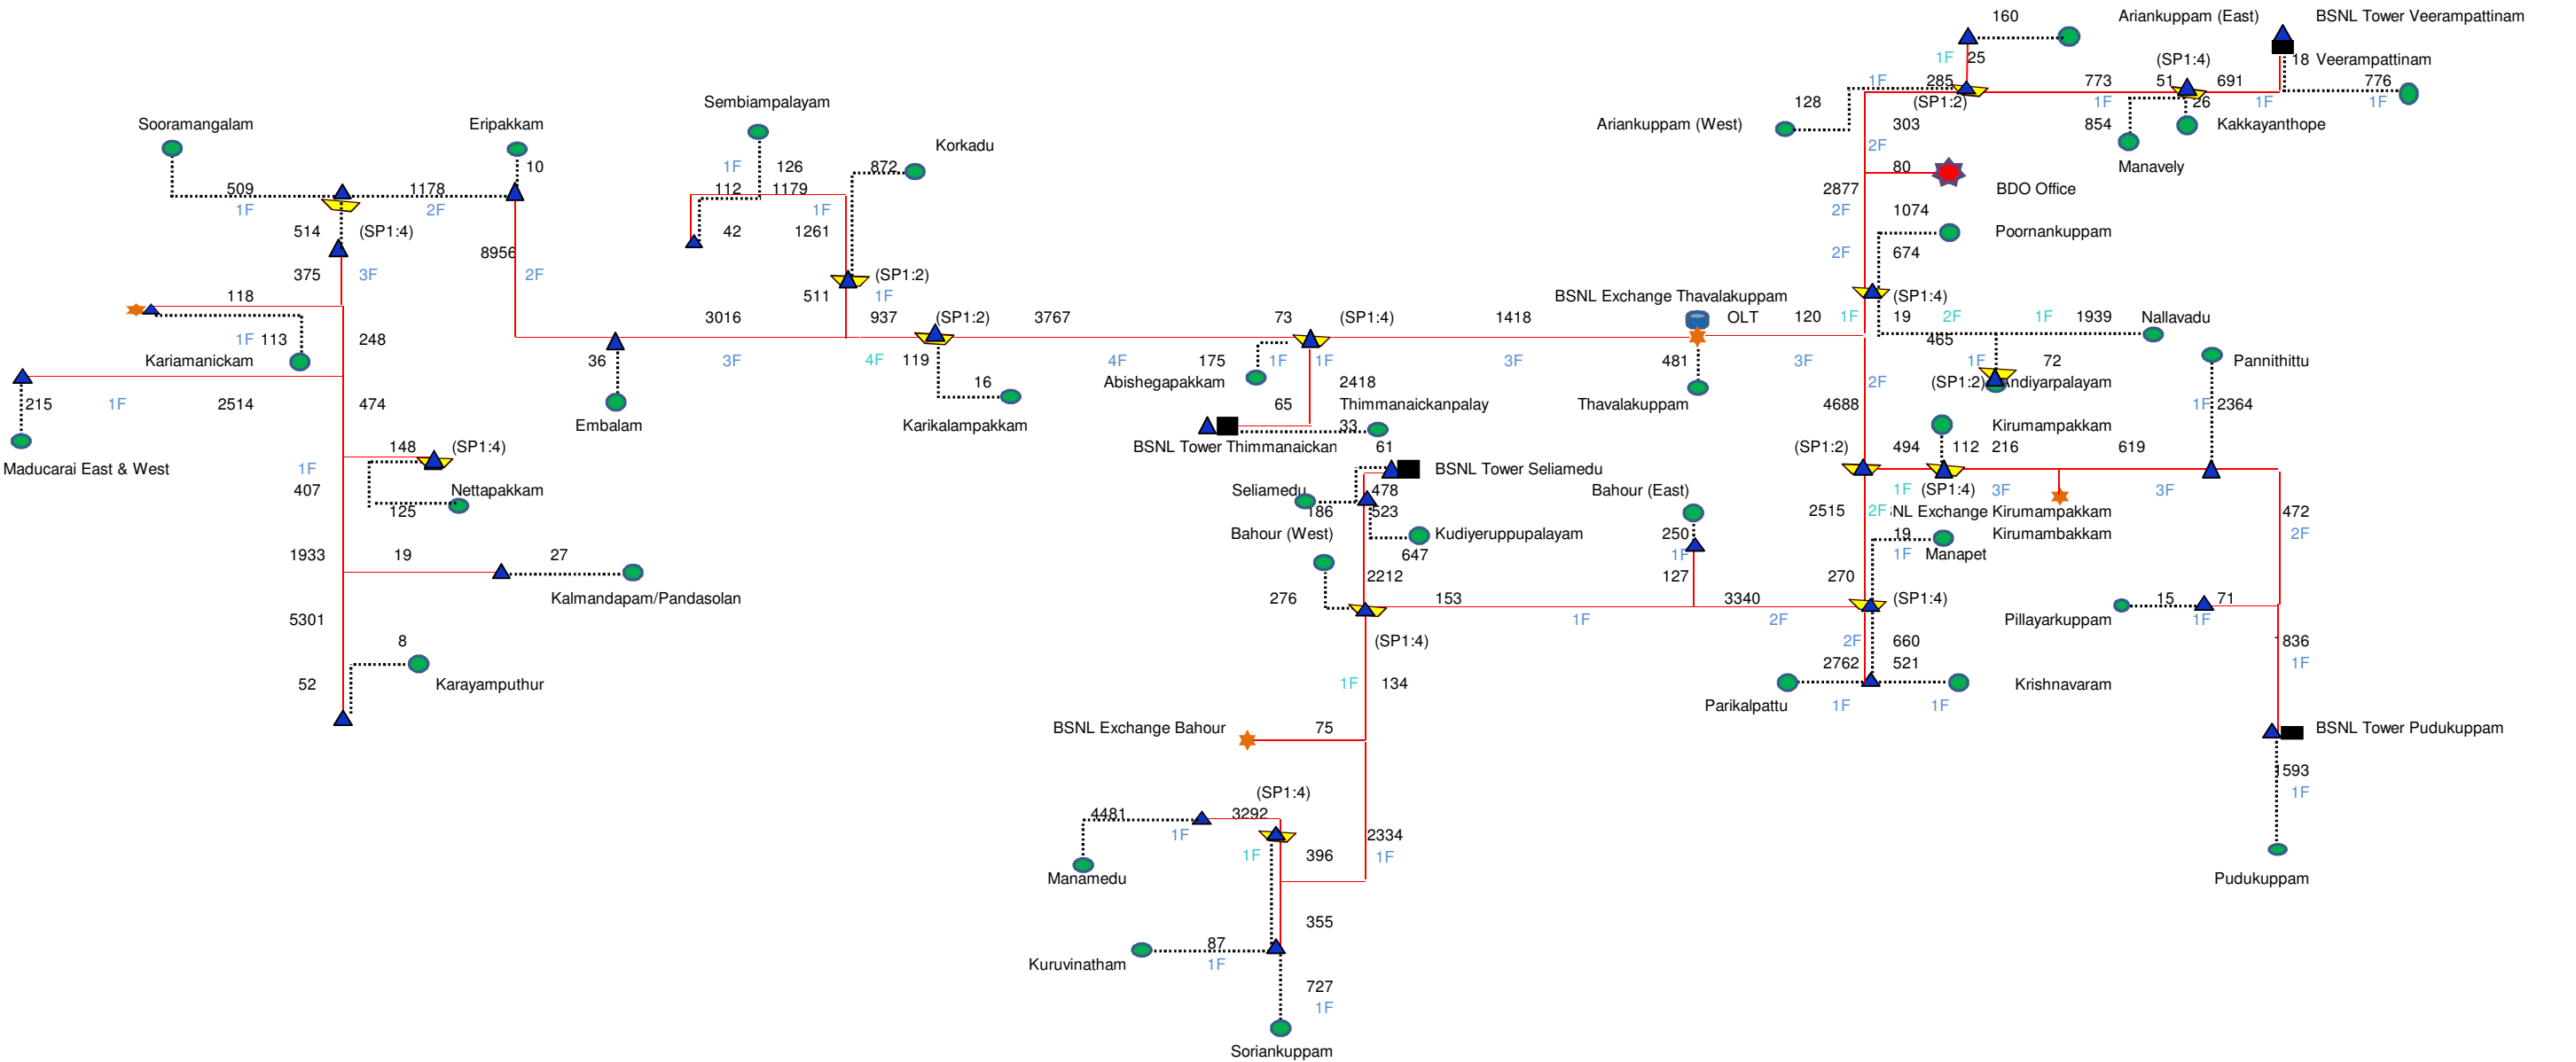 160 Ariankuppam (East) BSNL Tower Veerampattinam
1F 25 (SP1:4) 18 Veerampattinam
1F 285 773 51 691 776
Sembiampalayam 128 (SP1:2) 1F 26 1F 1F
Sooramangalam Eripakkam Ariankuppam (West) 303 854 Kakkayanthope
Korkadu 2F
10 1F 126 872 80 Manavely
509 1178 112 1179 2877 BDO Office
1F 2F 1F 2F 1074
514 (SP1:4) 42 1261 Poornankuppam
8956 2F 674
375 3F 2F (SP1:2)
118 511 1F BSNL Exchange Thavalakuppam (SP1:4)
3016 937 (SP1:2) 3767 73 (SP1:4) 1418 OLT 120 1F 19 2F 1F 1939 Nallavadu
1F 113 248 465
Kariamanickam 36 3F 4F 119 4F 175 1F 1F 3F 481 3F 1F 72 Pannithittu
16 Abishegapakkam 2418 2F (SP1:2) Andiyarpalayam
215 1F 2514 474 65 Thimmanaickanpalay Thavalakuppam 4688 1F 2364
Embalam Karikalampakkam 33 Kirumampakkam
148 (SP1:4) BSNL Tower Thimmanaickan 61 (SP1:2) 494 112 216 619
Maducarai East & West 1F BSNL Tower Seliamedu
407 Nettapakkam Seliamedu 478 Bahour (East) 1F (SP1:4) 3F 3F
125 186 523 2515 2F NL Exchange Kirumampakkam 472
Bahour (West) Kudiyeruppupalayam 250 19 Kirumambakkam 2F
1933 19 27 647 1F 1F Manapet
2212 127 270
Kalmandapam/Pandasolan 276 153 3340 (SP1:4) 15 71
5301 1F 2F Pillayarkuppam 1F
8 (SP1:4) 2F 660 836
2762 521 1F
52 Karayamputhur 1F 134 Krishnavaram
Parikalpattu 1F 1F
BSNL Exchange Bahour 75 BSNL Tower Pudukuppam
593
(SP1:4) 1F
4481 3292
1F 2334
1F 396 1F
Manamedu Pudukuppam
355
87
Kuruvinatham 1F
727
1F
Soriankuppam